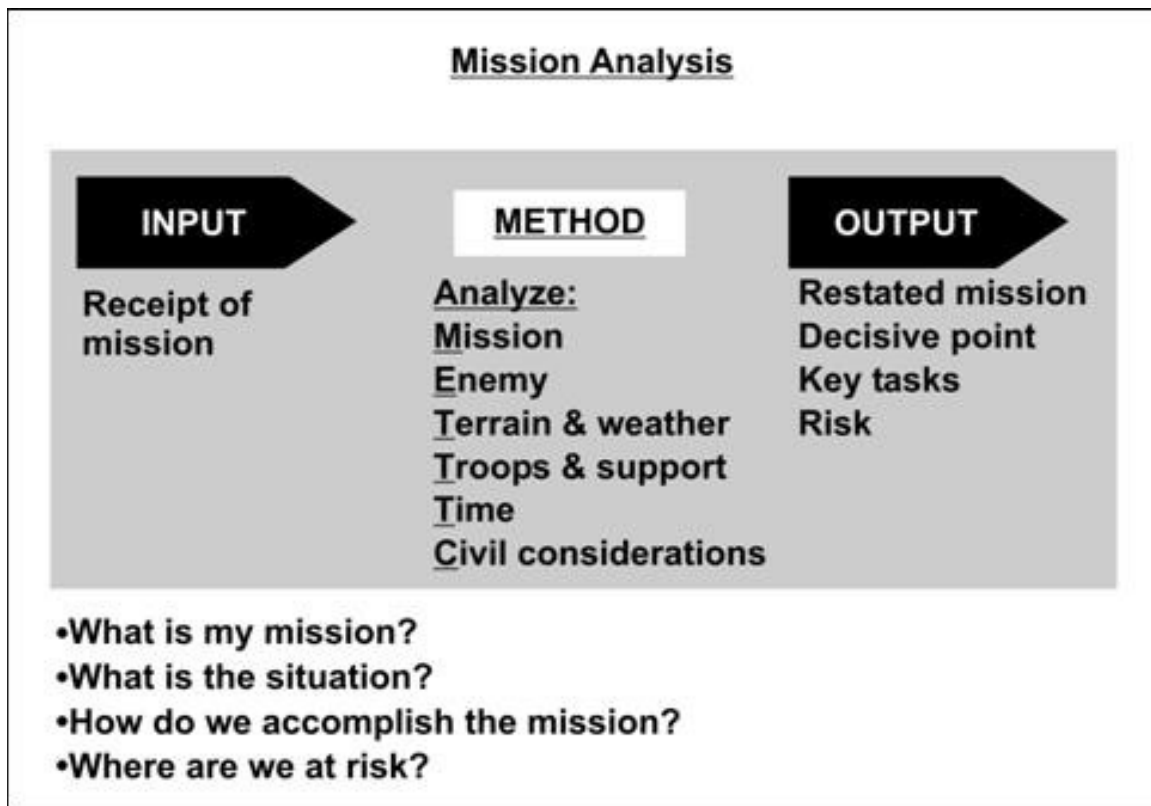 Mission Analysis
INPUT
Receipt of
mission
METHOD
Analyze:
Mission
Enemy
Terrain & weather
Troops & support
Time
Civil considerations
OUTPUT
Restated mission
Decisive point
Key tasks
Risk
•What is my mission?
•What is the situation?
•How do we accomplish the mission?
•Where are we at risk?